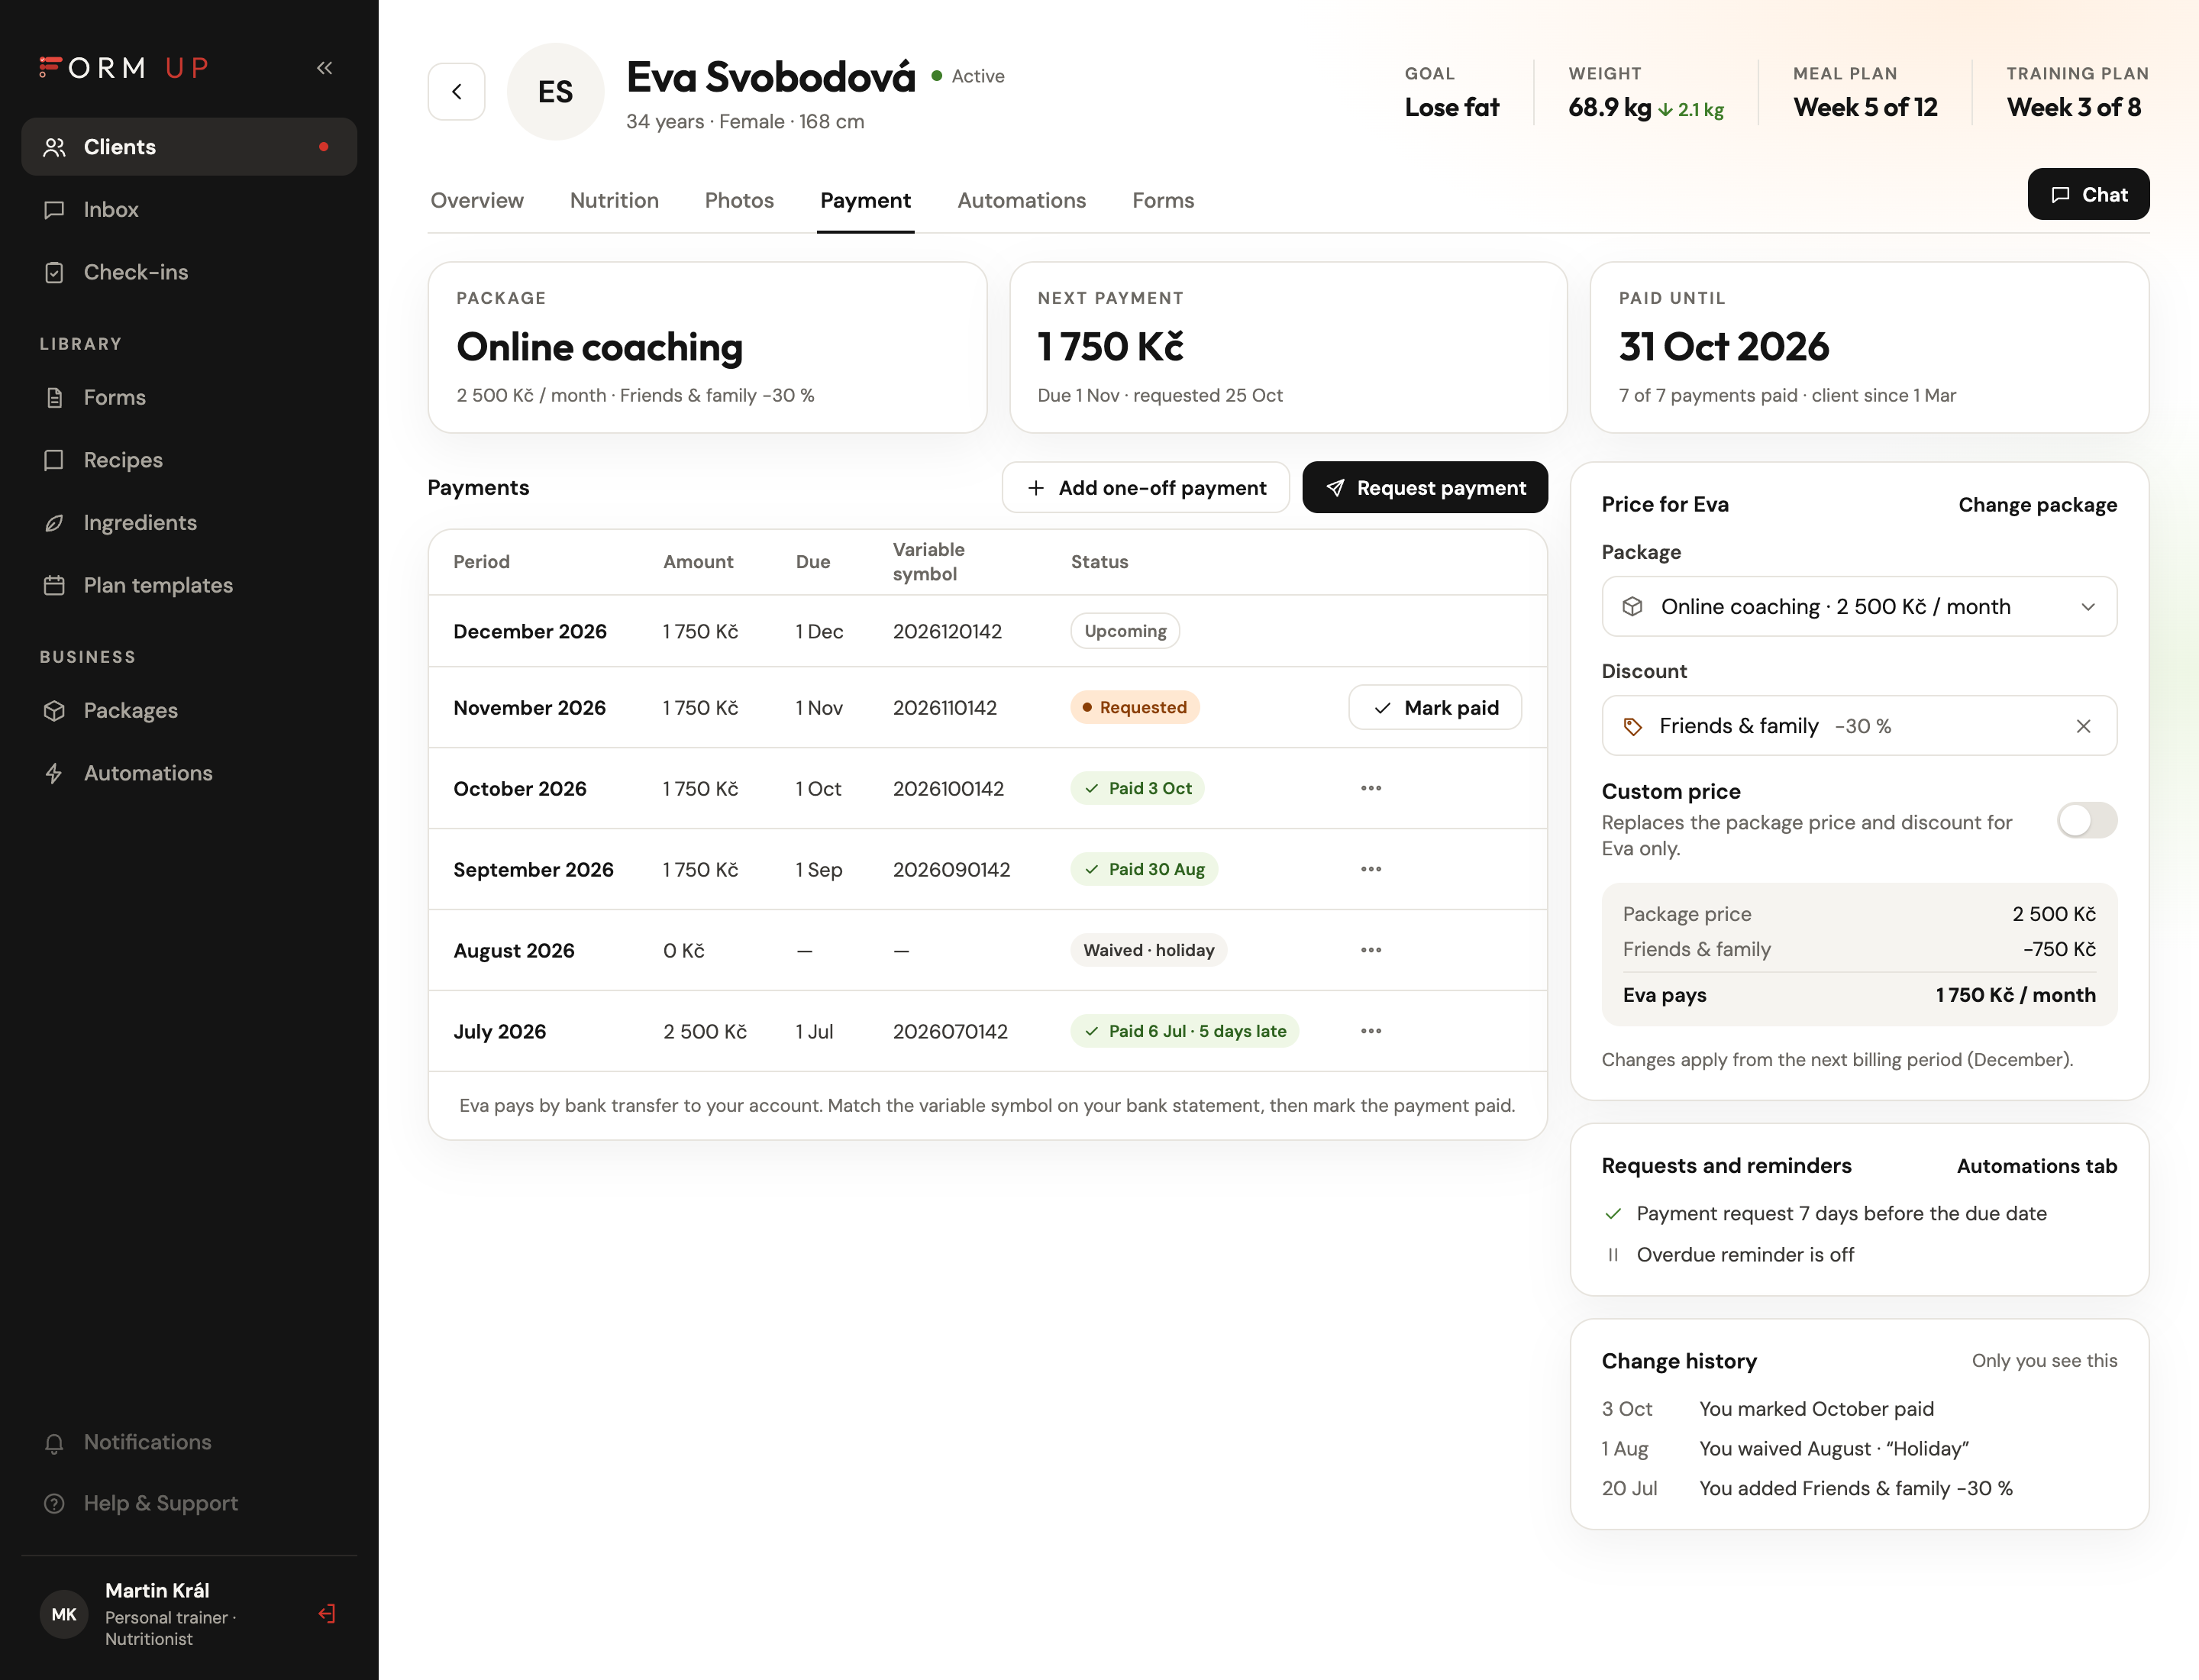 FORM UP
Clients
Inbox
Check-ins
LIBRARY
Forms
Recipes
Ingredients
Plan templates
BUSINESS
Packages
Automations
Notifications
Help & Support
MK
Martin Král
Personal trainer ·
Nutritionist
ES
Eva Svobodová
Active
34 years · Female · 168 cm
GOAL
Lose fat
WEIGHT
68.9 kg ↓ 2.1 kg
MEAL PLAN
Week 5 of 12
TRAINING PLAN
Week 3 of 8
Overview
Nutrition
Photos
Payment
Automations
Forms
Chat
PACKAGE
Online coaching
2 500 Kč / month · Friends & family -30 %
NEXT PAYMENT
1 750 Kč
Due 1 Nov · requested 25 Oct
PAID UNTIL
31 Oct 2026
7 of 7 payments paid · client since 1 Mar
Payments
Add one-off payment
Request payment
Period Amount Due Variable symbol Status
December 2026 1 750 Kč 1 Dec 2026120142 Upcoming
November 2026 1 750 Kč 1 Nov 2026110142 Requested Mark paid
October 2026 1 750 Kč 1 Oct 2026100142 Paid 3 Oct
September 2026 1 750 Kč 1 Sep 2026090142 Paid 30 Aug
August 2026 0 Kč — — Waived · holiday
July 2026 2 500 Kč 1 Jul 2026070142 Paid 6 Jul · 5 days late
Eva pays by bank transfer to your account. Match the variable symbol on your bank statement, then mark the payment paid.
Price for Eva
Change package
Package
Online coaching · 2 500 Kč / month
Discount
Friends & family -30 %
Custom price
Replaces the package price and discount for
Eva only.
Package price 2 500 Kč
Friends & family -750 Kč
Eva pays 1 750 Kč / month
Changes apply from the next billing period (December).
Requests and reminders
Automations tab
Payment request 7 days before the due date
Overdue reminder is off
Change history
Only you see this
3 Oct You marked October paid
1 Aug You waived August · “Holiday”
20 Jul You added Friends & family -30 %